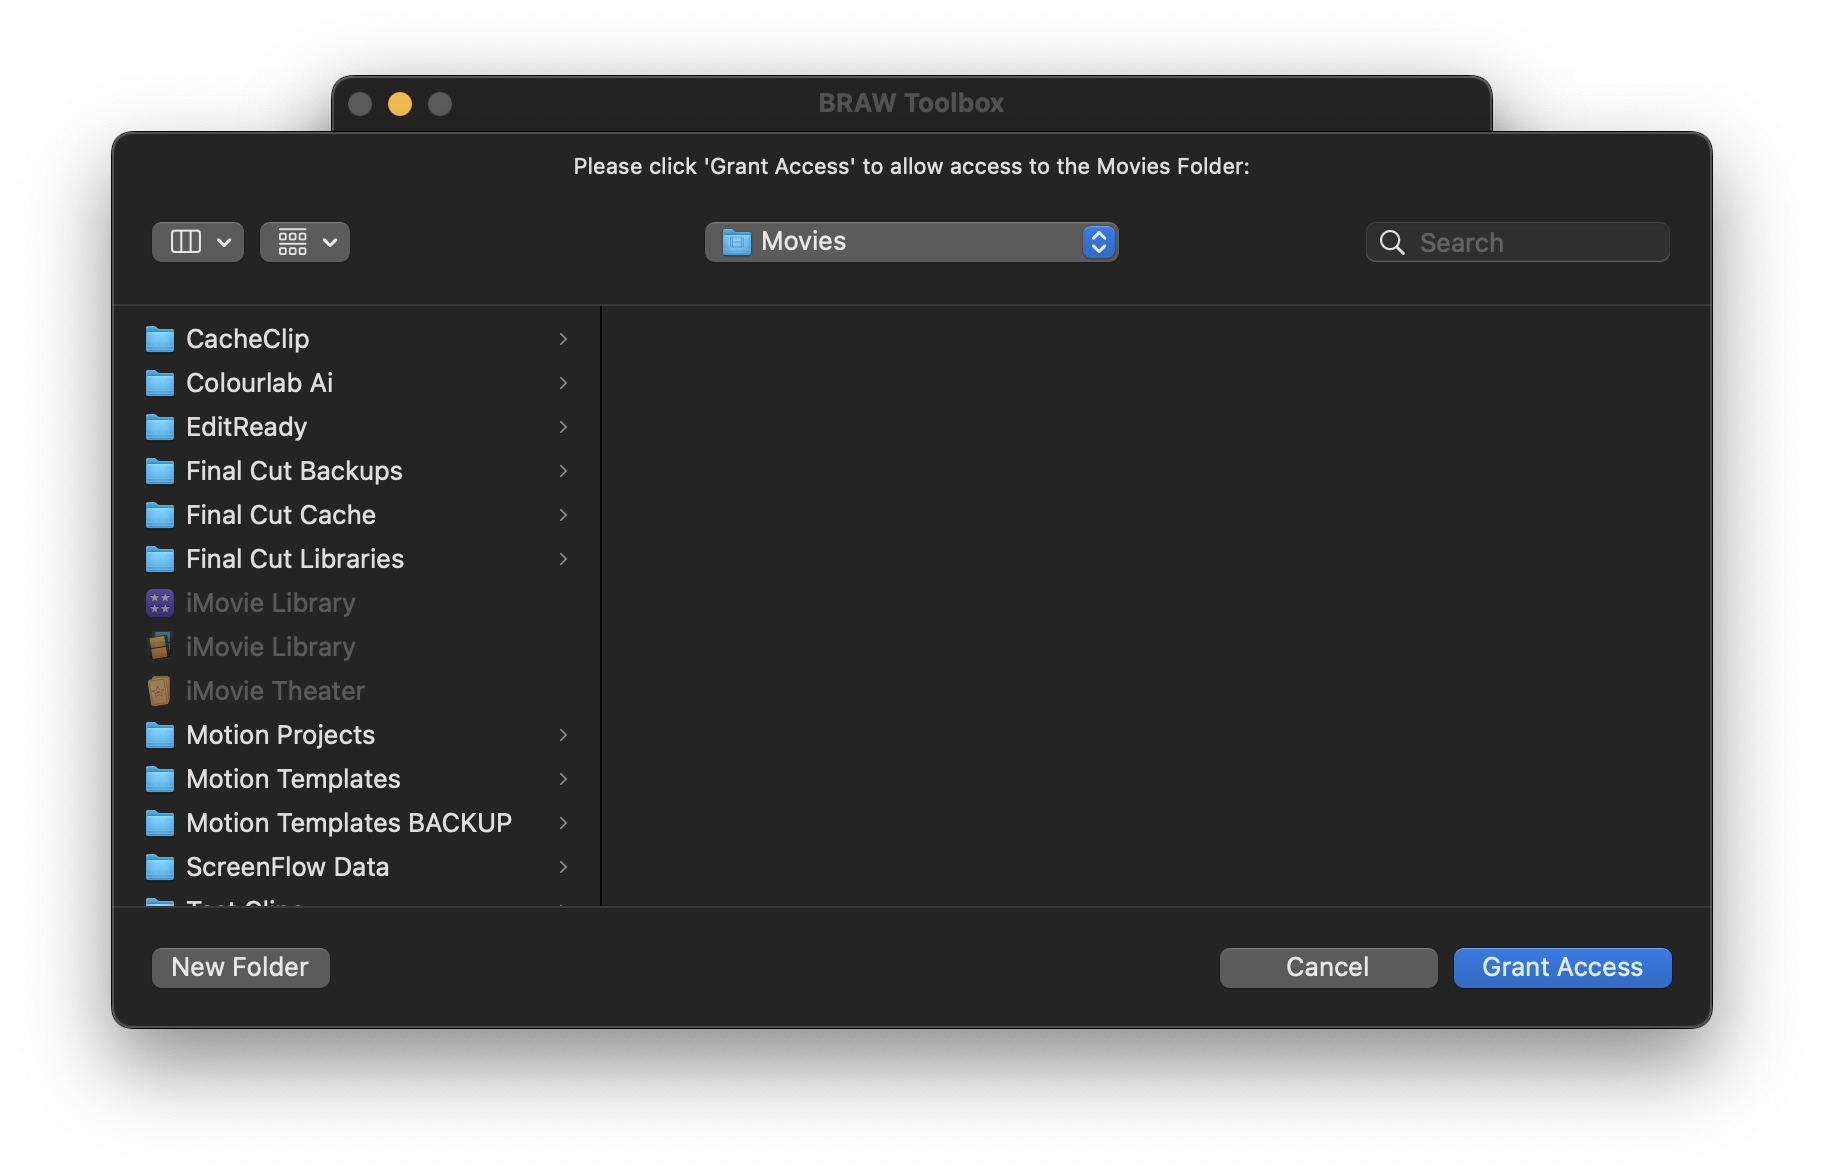 BRAW Toolbox
Please click 'Grant Access' to allow access to the Movies Folder:
Movies
Search
CacheClip
Colourlab Ai
EditReady
Final Cut Backups
Final Cut Cache
Final Cut Libraries
iMovie Library
iMovie Library
iMovie Theater
Motion Projects
Motion Templates
Motion Templates BACKUP
ScreenFlow Data
New Folder
Cancel
Grant Access